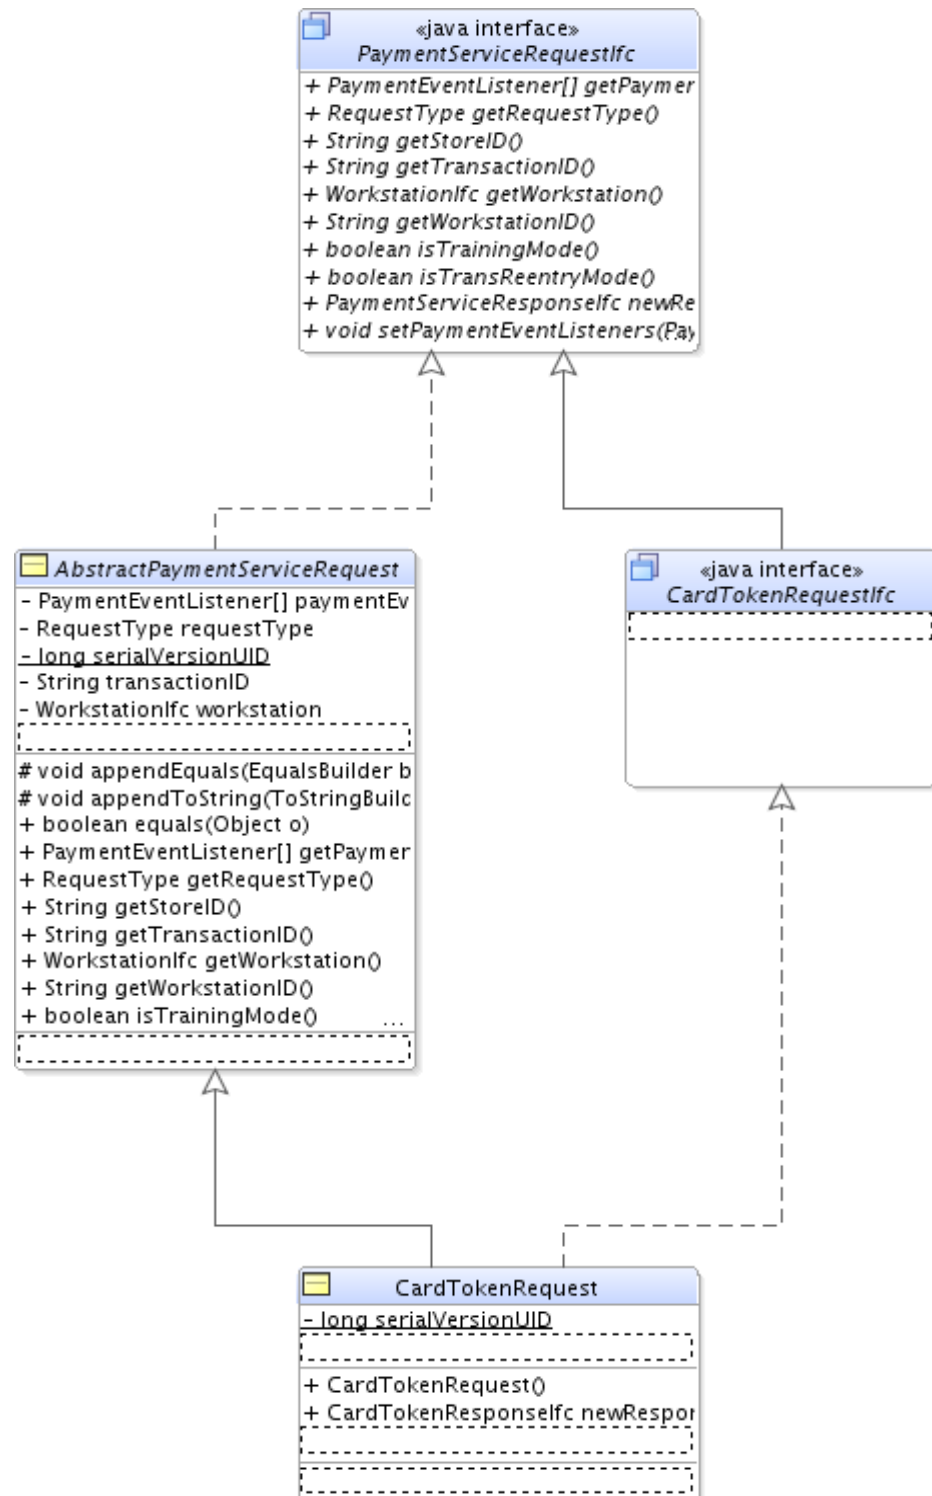 «java interface»
PaymentServiceRequestIfc
+ PaymentEventListener[] getPaymer
+ RequestType getRequestType()
+ String getStoreID()
+ String getTransactionID()
+ WorkstationIfc getWorkstation()
+ String getWorkstationID()
+ boolean isTrainingMode()
+ boolean isTransReentryMode()
+ PaymentServiceResponseIfc newRe
+ void setPaymentEventListeners(Pay
AbstractPaymentServiceRequest
- PaymentEventListener[] paymentEv
- RequestType requestType
- long serialVersionUID
- String transactionID
- WorkstationIfc workstation
# void appendEquals(EqualsBuilder b
# void appendToString(ToStringBuilc
+ boolean equals(Object o)
+ PaymentEventListener[] getPaymer
+ RequestType getRequestType()
+ String getStoreID()
+ String getTransactionID()
+ WorkstationIfc getWorkstation()
+ String getWorkstationID()
+ boolean isTrainingMode() ...
«java interface»
CardTokenRequestIfc
CardTokenRequest
- long serialVersionUID
+ CardTokenRequest()
+ CardTokenResponseIfc newRespor